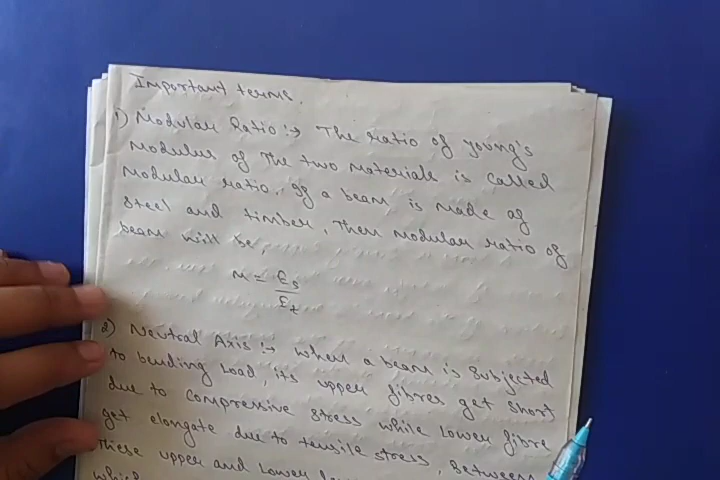 Important terms.
1) Modular Ratio :→ The ratio of young's
Modulus of The two Materials is called
Modular ratio. If a beam is made of
steel and timber, Then modular ratio of
beam will be,
m = Es
Et
2) Neutral Axis :→ when a beam is subjected
to bending Load, its upper fibres get short
due to compressive stress while Lower fibre
get elongate due to tensile stress, Between
These upper and Lower
which